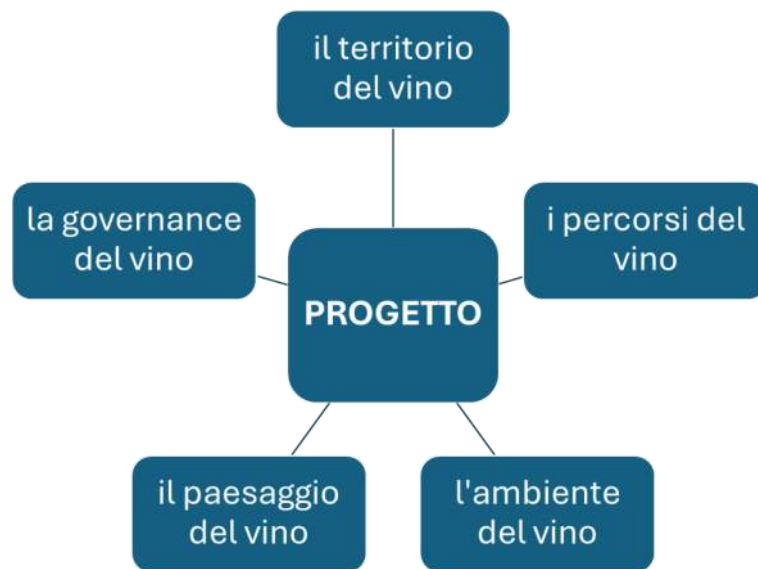 il territorio
del vino
la governance
del vino
i percorsi del
vino
PROGETTO
il paesaggio
del vino
l'ambiente
del vino